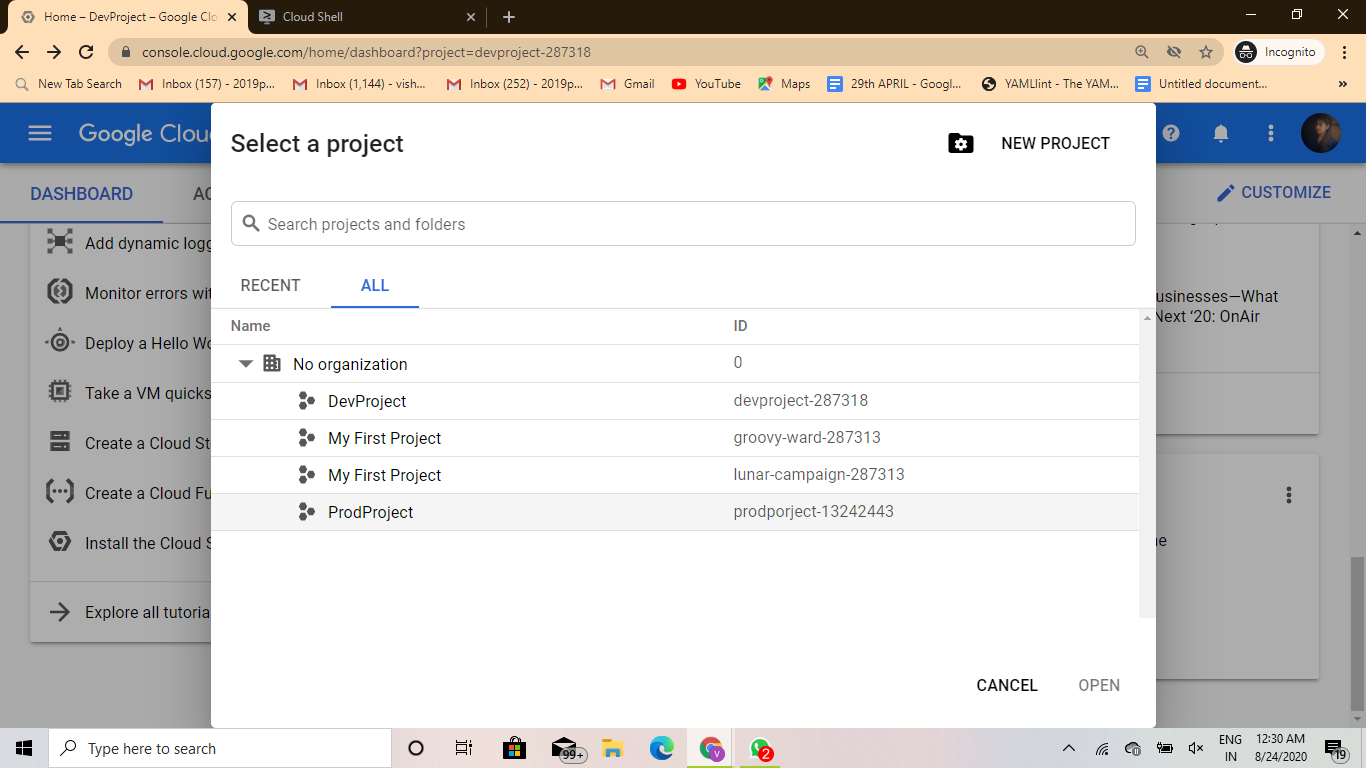 Home – DevProject – Google Clo
Cloud Shell
console.cloud.google.com/home/dashboard?project=devproject-287318
Incognito
New Tab Search
Inbox (157) - 2019p...
Inbox (1,144) - vish...
Inbox (252) - 2019p...
Gmail
YouTube
Maps
29th APRIL - Googl...
YAMLlint - The YAM...
Untitled document...
»
Google Clou
Select a project
NEW PROJECT
DASHBOARD
AC
CUSTOMIZE
Search projects and folders
RECENT
ALL
Name
ID
No organization
0
DevProject
devproject-287318
My First Project
groovy-ward-287313
My First Project
lunar-campaign-287313
ProdProject
prodporject-13242443
CANCEL
OPEN
Add dynamic logg
Monitor errors wit
Deploy a Hello Wo
Take a VM quicks
Create a Cloud St
Create a Cloud Fu
Install the Cloud S
Explore all tutoria
usinesses—What
Next ‘20: OnAir
Type here to search
99+
V
2
ENG
IN
12:30 AM
8/24/2020
19